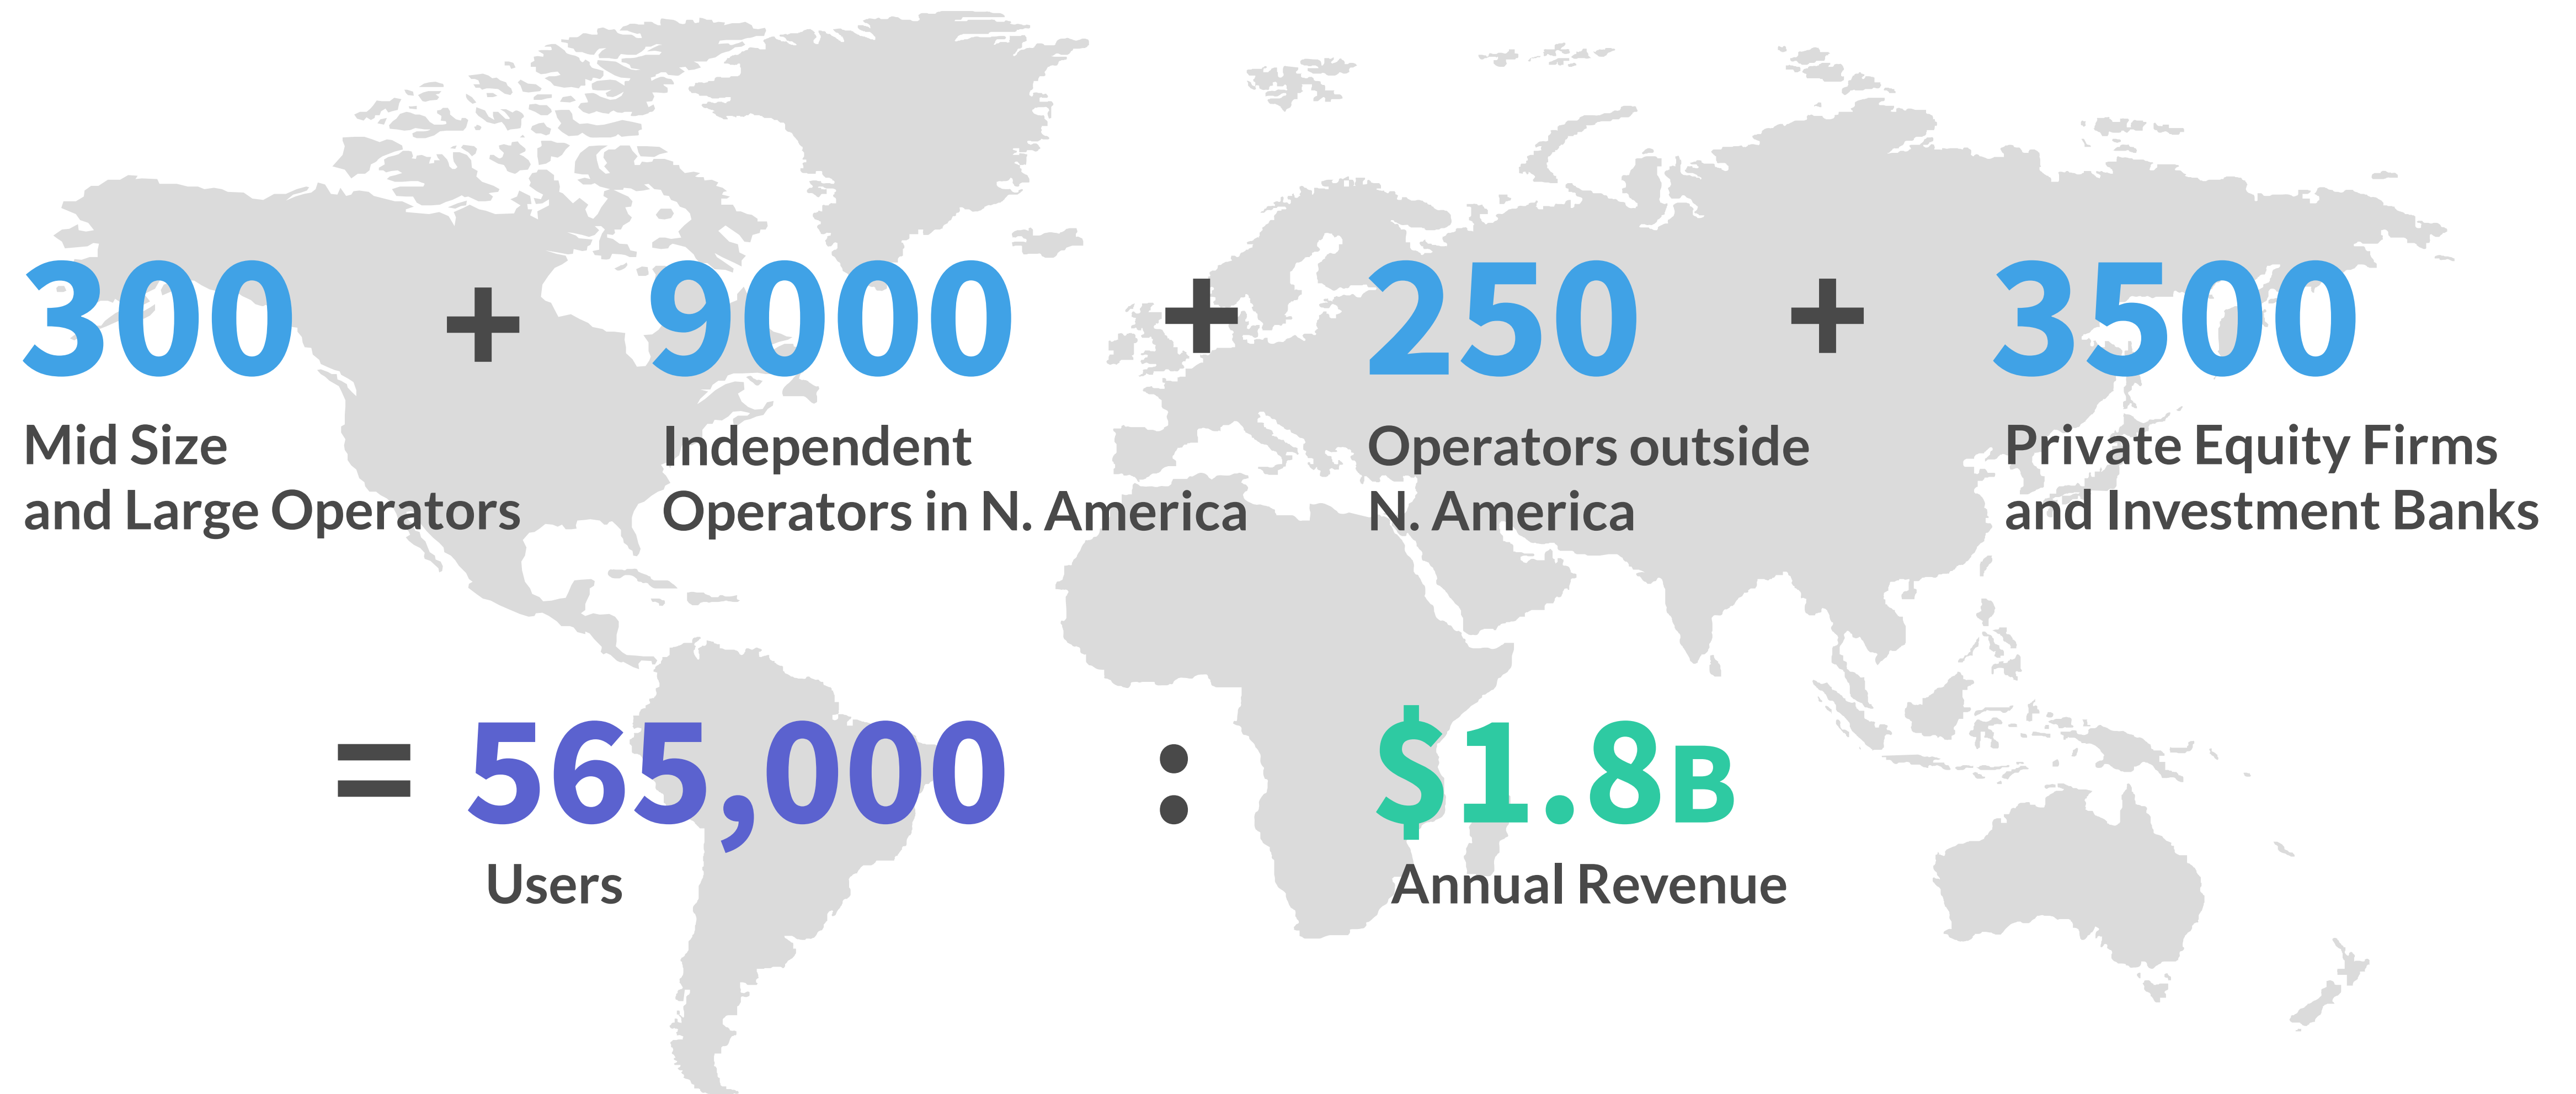 300 + 9000 + 250 + 3500
Mid Size
and Large Operators
Independent
Operators in N. America
Operators outside
N. America
Private Equity Firms
and Investment Banks
= 565,000 : $1.8B
Users
Annual Revenue